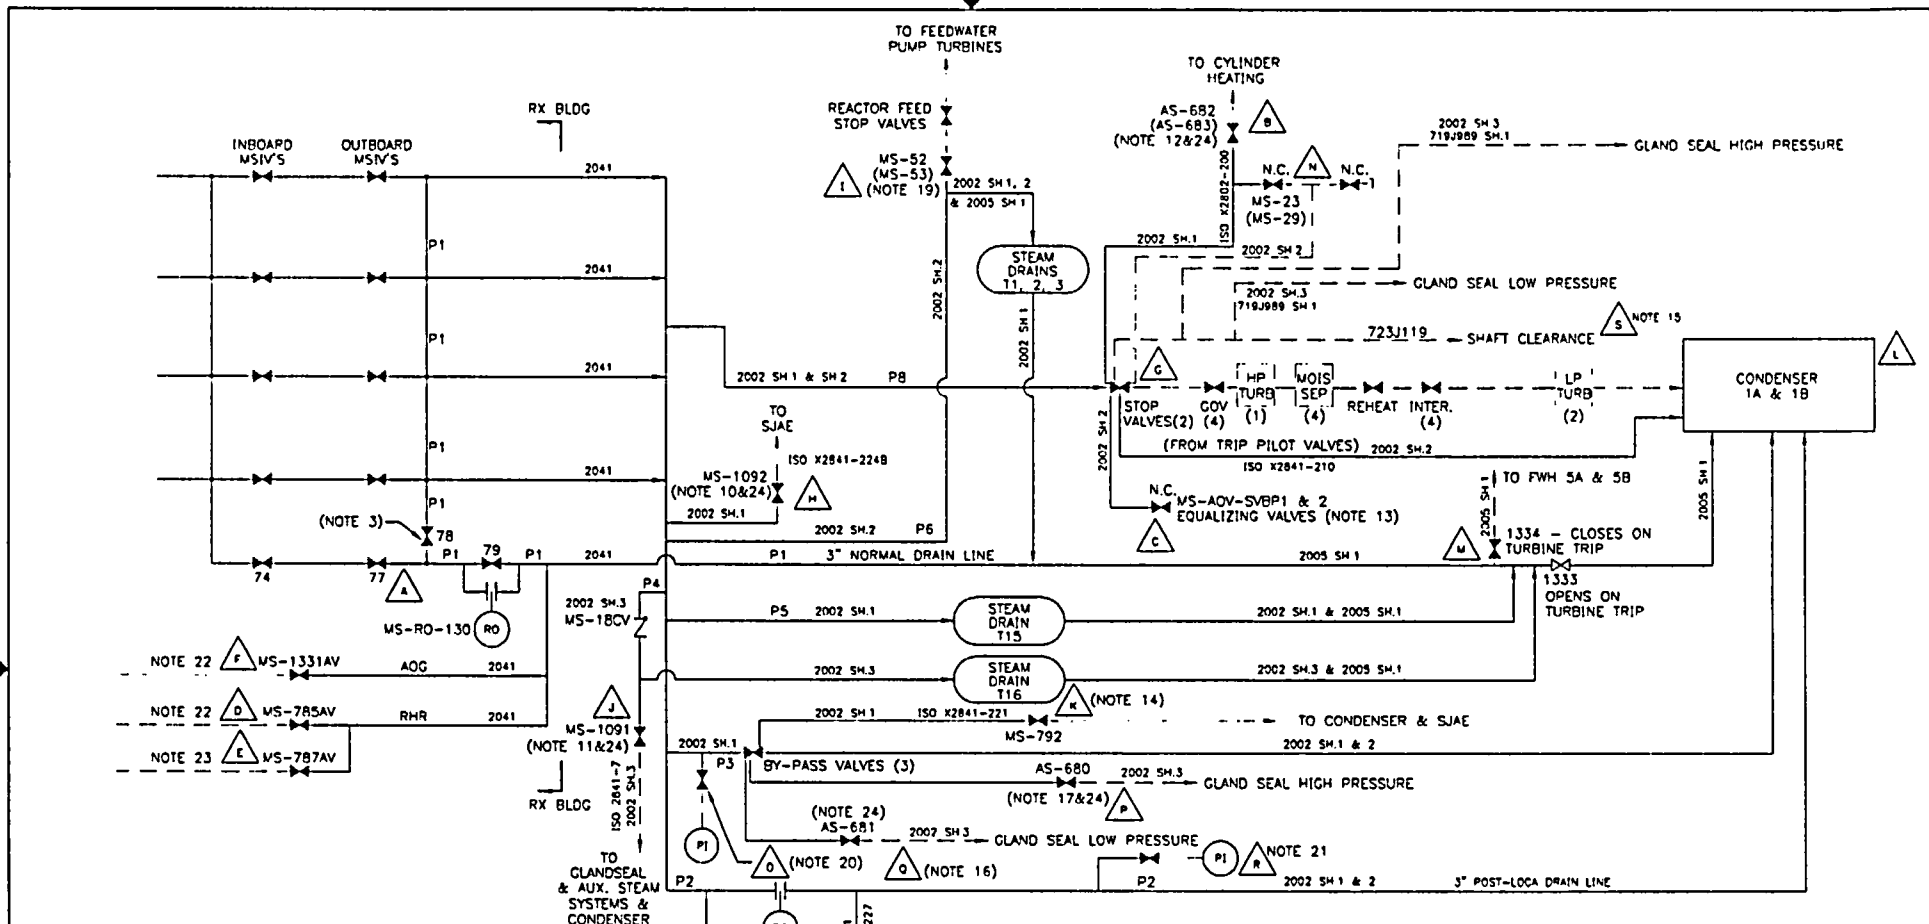 TO FEEDWATER
PUMP TURBINES
TO CYLINDER
HEATING
RX BLDG
REACTOR FEED
STOP VALVES
AS-682
(AS-683)
(NOTE 12&24)
B
2002 SH.3
719J989 SH.1
GLAND SEAL HIGH PRESSURE
INBOARD
MSIV'S
OUTBOARD
MSIV'S
2041
MS-52
(MS-53)
(NOTE 19)
I
2002 SH.1, 2
& 2005 SH.1
N.C.
N
N.C.
MS-23
(MS-29)
ISO X2802-200
P1
2002 SH.1
2002 SH.2
STEAM
DRAINS
T1, 2, 3
2041
2002 SH.2
GLAND SEAL LOW PRESSURE
2002 SH.3
719J989 SH.1
P1
2002 SH.1
723J119
SHAFT CLEARANCE
S
NOTE 15
L
2041
2002 SH.1 & SH.2
P8
G
HP
TURB
(1)
MOIS
SEP
(4)
LP
TURB
(2)
CONDENSER
1A & 1B
STOP
VALVES(2)
GOV
(4)
REHEAT
INTER.
(4)
TO
SJAE
P1
ISO X2841-224B
2002 SH.2
(FROM TRIP PILOT VALVES)
2002 SH.2
ISO X2841-210
2041
MS-1092
(NOTE 10&24)
H
TO FWH 5A & 5B
P1
2002 SH.1
N.C.
MS-AOV-SVBP1 & 2
EQUALIZING VALVES (NOTE 13)
C
2005 SH.1
2005 SH.1
(NOTE 3)
78
2002 SH.2
P6
M
1334 - CLOSES ON
TURBINE TRIP
P1
79
P1
2041
P1
3" NORMAL DRAIN LINE
2005 SH.1
74
77
A
1333
OPENS ON
TURBINE TRIP
P4
2002 SH.3
MS-18CV
P5
2002 SH.1
STEAM
DRAIN
T15
2002 SH.1 & 2005 SH.1
MS-RO-130
RO
NOTE 22
F
MS-1331AV
AOG
2041
2002 SH.3
STEAM
DRAIN
T16
2002 SH.3 & 2005 SH.1
K
(NOTE 14)
NOTE 22
D
MS-785AV
RHR
2041
J
MS-1091
(NOTE 11&24)
2002 SH.1
ISO X2841-221
MS-792
TO CONDENSER & SJAE
NOTE 23
E
MS-787AV
2002 SH.1
P3
BY-PASS VALVES (3)
2002 SH.1 & 2
AS-680
2002 SH.3
GLAND SEAL HIGH PRESSURE
(NOTE 17&24)
P
RX BLDG
ISO 2841-7
2002 SH.3
(NOTE 24)
AS-681
2002 SH.3
GLAND SEAL LOW PRESSURE
PI
O
(NOTE 20)
Q
(NOTE 16)
PI
R
NOTE 21
TO
GLANDSEAL
& AUX. STEAM
SYSTEMS &
CONDENSER
P2
P2
2002 SH.1 & 2
3" POST-LOCA DRAIN LINE
227